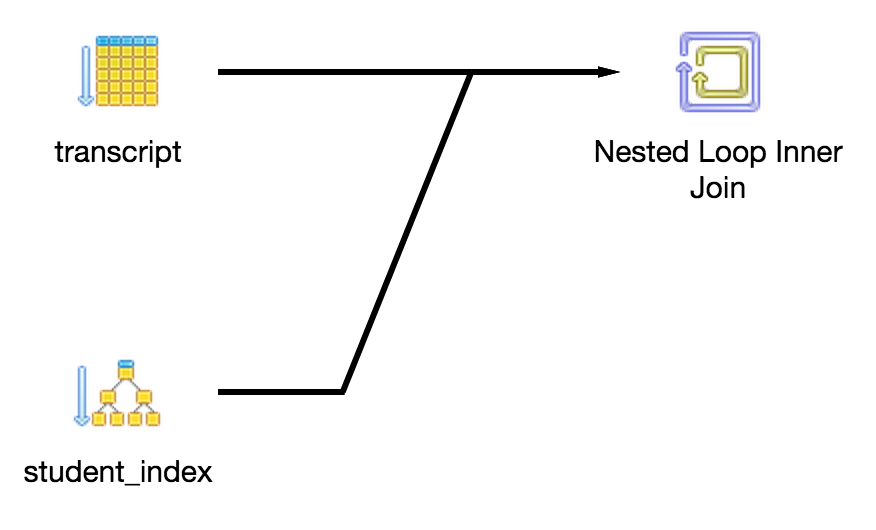 transcript
Nested Loop Inner
Join
student_index